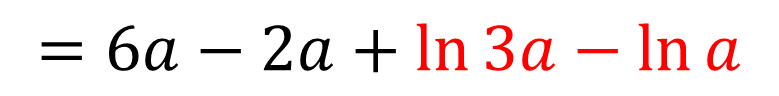 = 6a − 2a + ln 3a − ln a